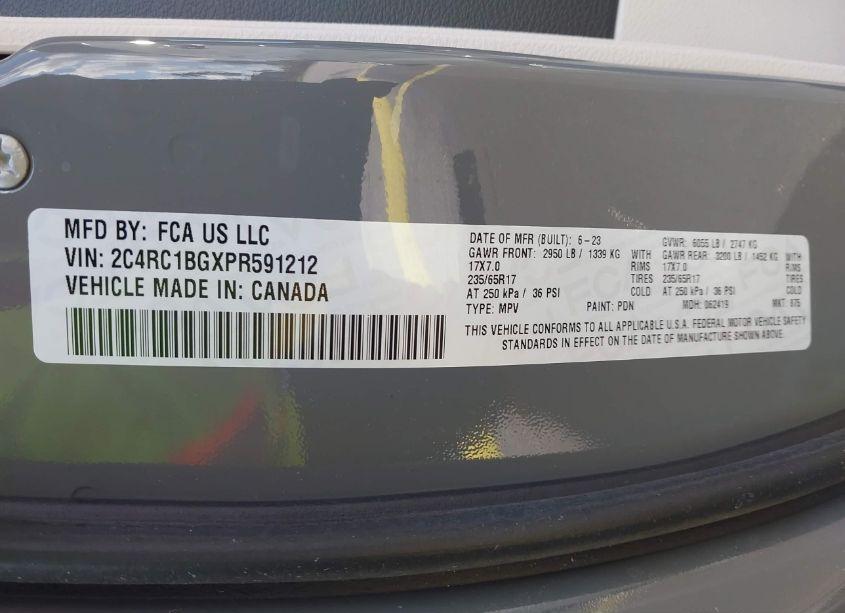 MFD BY: FCA US LLC
VIN: 2C4RC1BGXPR591212
VEHICLE MADE IN: CANADA
DATE OF MFR (BUILT): 6-23 GVWR: 6055 LB / 2747 KG
GAWR FRONT: 2950 LB / 1339 KG WITH GAWR REAR: 3200 LB / 1452 KG WITH
17X7.0 RIMS 17X7.0 RIMS
235/65R17 TIRES 235/65R17 TIRES
AT 250 kPa / 36 PSI COLD AT 250 kPa / 36 PSI COLD
TYPE: MPV PAINT: PDN MDH: 062419 MKT: 875
THIS VEHICLE CONFORMS TO ALL APPLICABLE U.S.A. FEDERAL MOTOR VEHICLE SAFETY
STANDARDS IN EFFECT ON THE DATE OF MANUFACTURE SHOWN ABOVE.